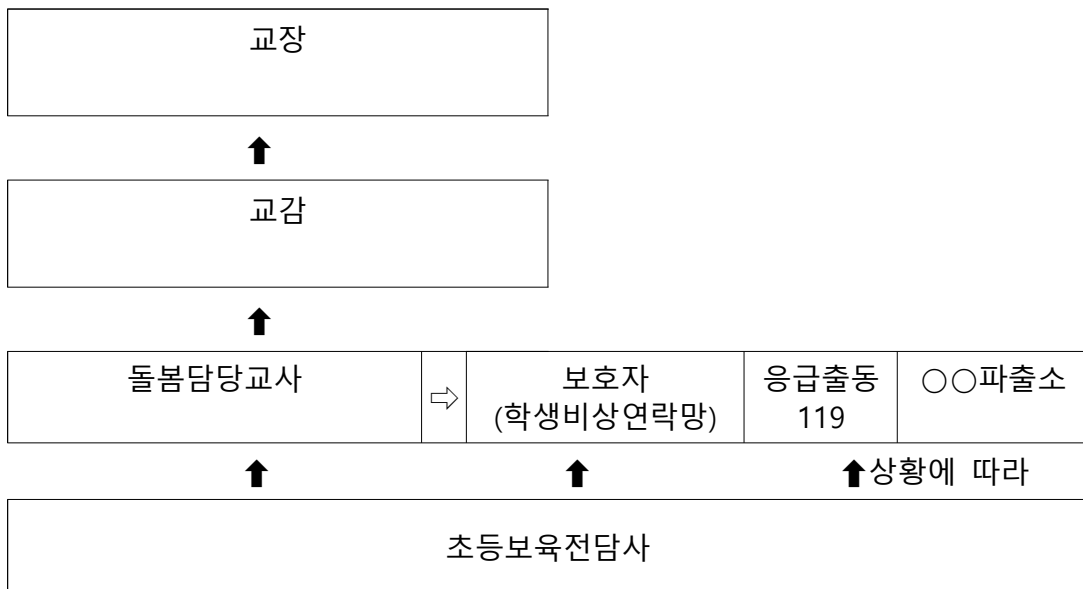 교장
교감
돌봄담당교사
보호자
(학생비상연락망)
응급출동
119
○○파출소
상황에 따라
초등보육전담사